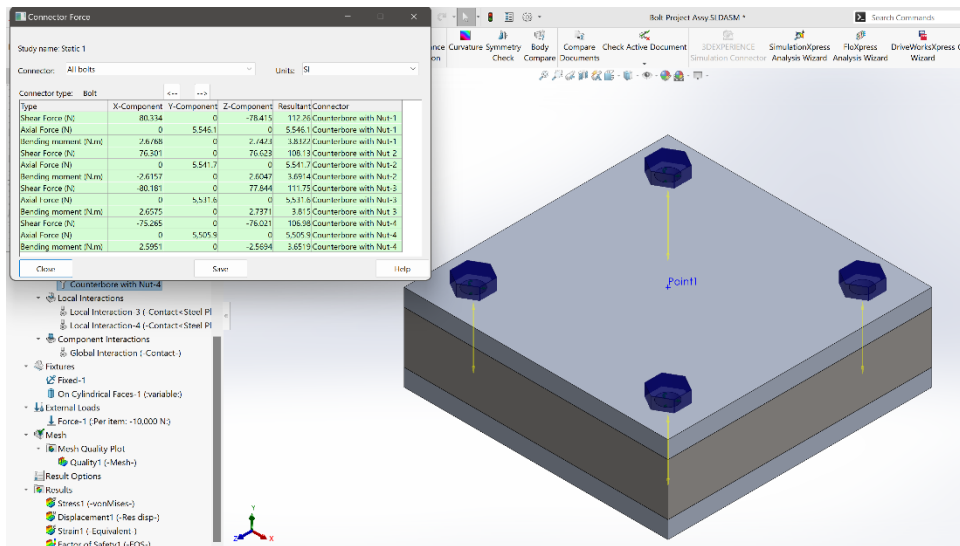 Connector Force
Bolt Project Assy.SLDASM *
Search Commands
Study name: Static 1
Connector: All bolts Units: SI
Connector type: Bolt <-- -->
Type X-Component Y-Component Z-Component Resultant Connector
Shear Force (N) 80.334 0 -78.415 112.26 Counterbore with Nut-1
Axial Force (N) 0 5,546.1 0 5,546.1 Counterbore with Nut-1
Bending moment (N.m) 2.6768 0 2.7423 3.8322 Counterbore with Nut-1
Shear Force (N) 76.301 0 76.623 108.13 Counterbore with Nut 2
Axial Force (N) 0 5,541.7 0 5,541.7 Counterbore with Nut-2
Bending moment (N.m) -2.6157 0 2.6047 3.6914 Counterbore with Nut-2
Shear Force (N) -80.181 0 77.844 111.75 Counterbore with Nut-3
Axial Force (N) 0 5,531.6 0 5,531.6 Counterbore with Nut-3
Bending moment (N.m) 2.6575 0 2.7371 3.815 Counterbore with Nut 3
Shear Force (N) -75.265 0 -76.021 106.98 Counterbore with Nut-4
Axial Force (N) 0 5,505.9 0 5,505.9 Counterbore with Nut-4
Bending moment (N.m) 2.5951 0 -2.5694 3.6519 Counterbore with Nut-4
Close Save Help
ance Curvature Symmetry Body Compare Check Active Document 3DEXPERIENCE SimulationXpress FloXpress DriveWorksXpress C
on Check Compare Documents Simulation Connector Analysis Wizard Analysis Wizard Wizard
Counterbore with Nut-4
Local Interactions
Local Interaction-3 (-Contact<Steel Pl
Local Interaction-4 (-Contact<Steel Pl
Component Interactions
Global Interaction (-Contact-)
Fixtures
Fixed-1
On Cylindrical Faces-1 (:variable:)
External Loads
Force-1 (:Per item: -10,000 N:)
Mesh
Mesh Quality Plot
Quality1 (-Mesh-)
Result Options
Results
Stress1 (-vonMises-)
Displacement1 (-Res disp-)
Strain1 (-Equivalent-)
Factor of Safety1 (-FOS-)
Point1
Y
Z
X